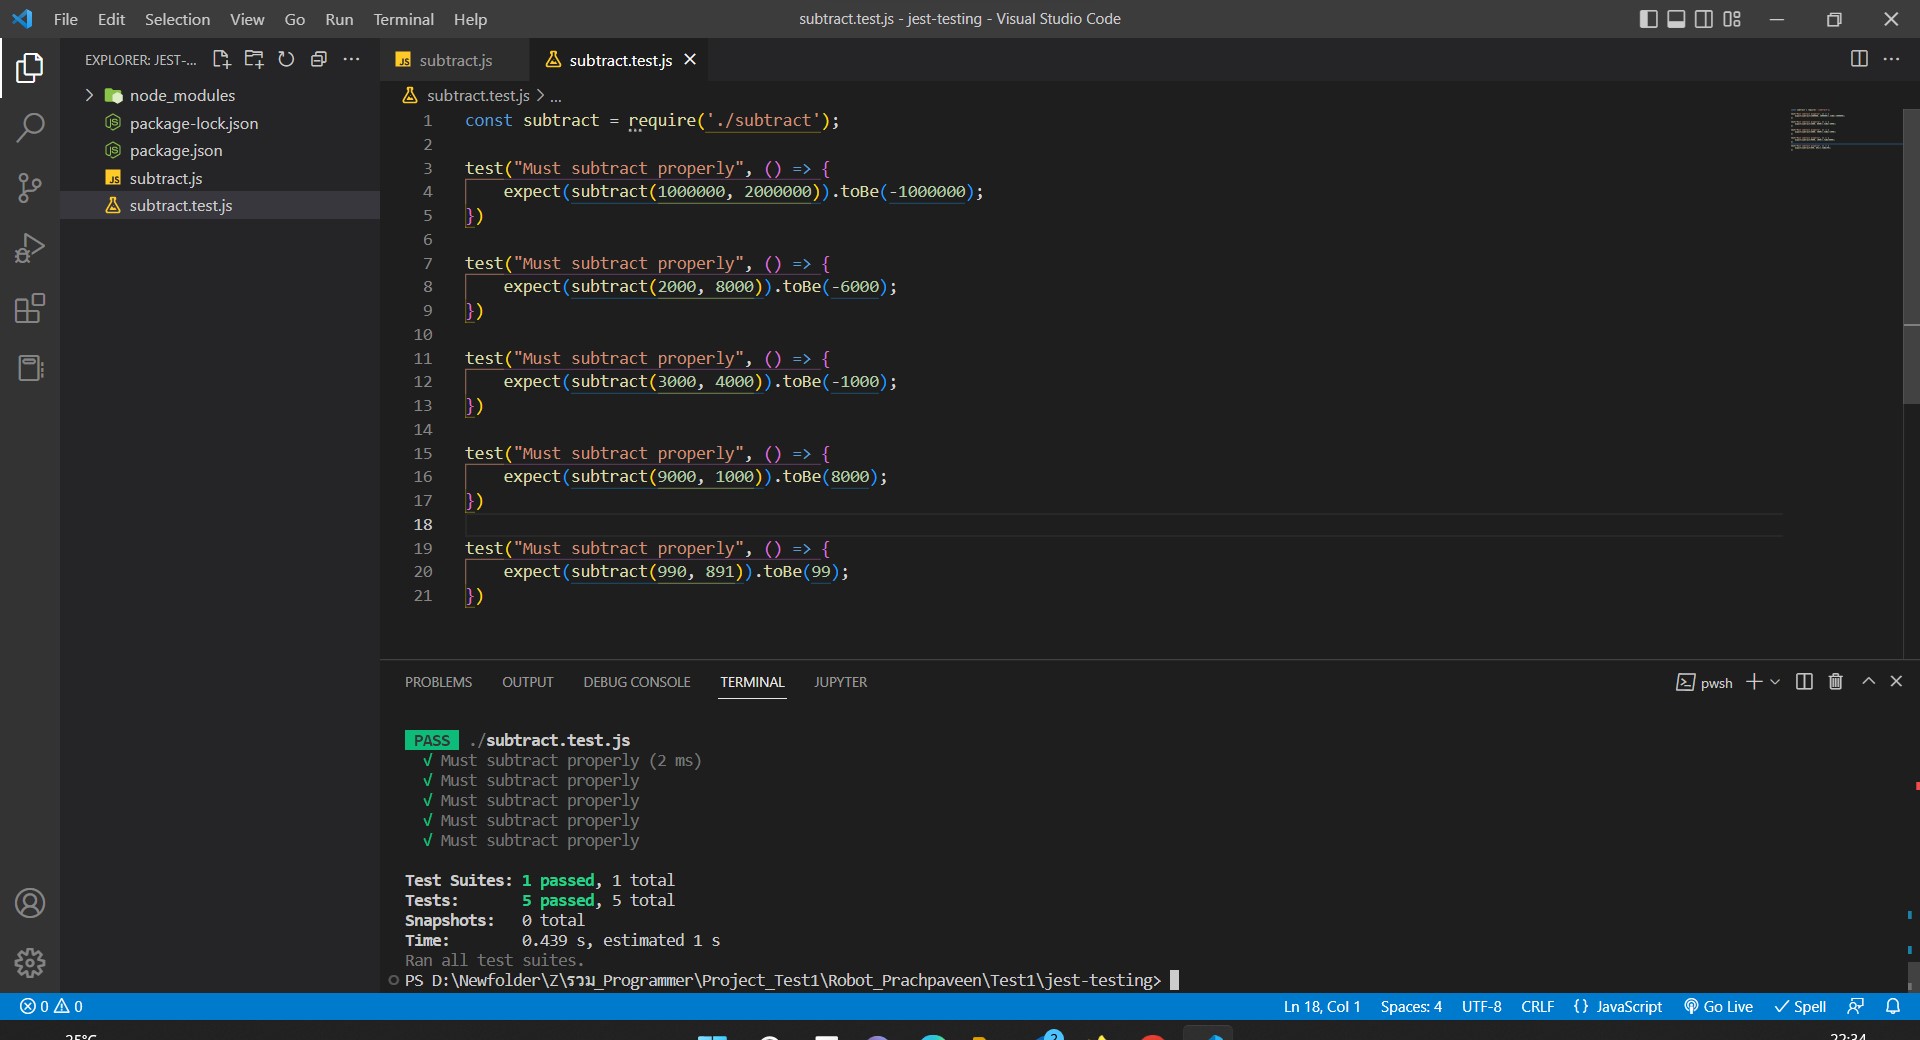 File Edit Selection View Go Run Terminal Help
subtract.test.js - jest-testing - Visual Studio Code
EXPLORER: JEST-...
node_modules
package-lock.json
package.json
subtract.js
subtract.test.js
subtract.js
subtract.test.js
subtract.test.js > ...
1 const subtract = require('./subtract');
2
3 test("Must subtract properly", () => {
4 expect(subtract(1000000, 2000000)).toBe(-1000000);
5 })
6
7 test("Must subtract properly", () => {
8 expect(subtract(2000, 8000)).toBe(-6000);
9 })
10
11 test("Must subtract properly", () => {
12 expect(subtract(3000, 4000)).toBe(-1000);
13 })
14
15 test("Must subtract properly", () => {
16 expect(subtract(9000, 1000)).toBe(8000);
17 })
18
19 test("Must subtract properly", () => {
20 expect(subtract(990, 891)).toBe(99);
21 })
PROBLEMS OUTPUT DEBUG CONSOLE TERMINAL JUPYTER
pwsh
PASS ./subtract.test.js
√ Must subtract properly (2 ms)
√ Must subtract properly
√ Must subtract properly
√ Must subtract properly
√ Must subtract properly
Test Suites: 1 passed, 1 total
Tests: 5 passed, 5 total
Snapshots: 0 total
Time: 0.439 s, estimated 1 s
Ran all test suites.
PS D:\Newfolder\Z\รวม_Programmer\Project_Test1\Robot_Prachpaveen\Test1\jest-testing>
0 0
Ln 18, Col 1 Spaces: 4 UTF-8 CRLF {} JavaScript Go Live ✓ Spell
25°C
2
22:34